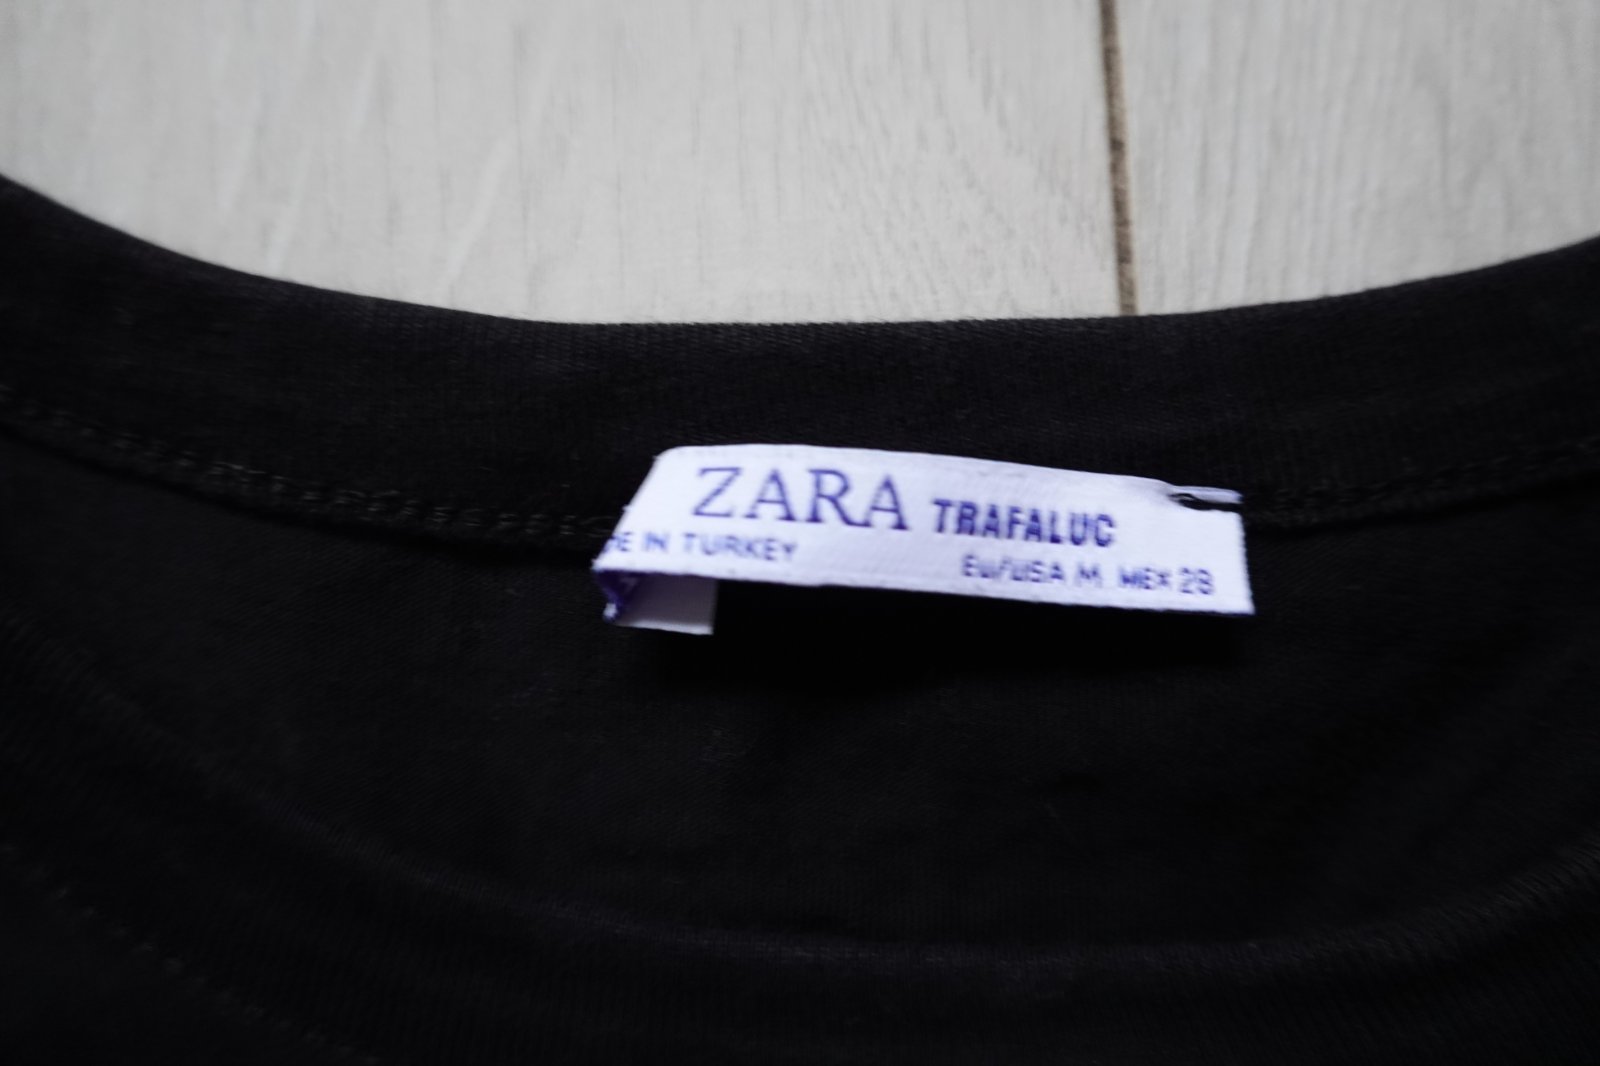 ZARA TRAFALUC
DE IN TURKEY
EU/USA M MEX 28